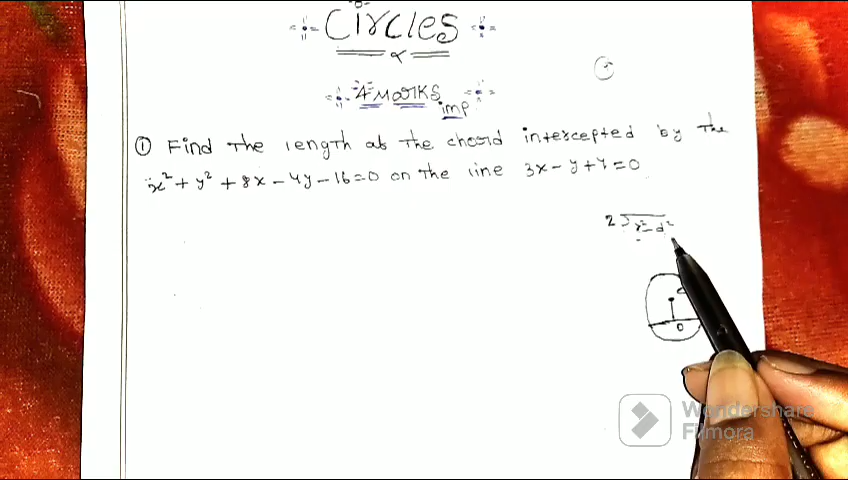 Circles
4 Marks imp
① Find the length of the chord intercepted by the
x² + y² + 8x - 4y - 16 = 0 on the line 3x - y + 4 = 0
2√r² - d²
Wondershare
Filmora